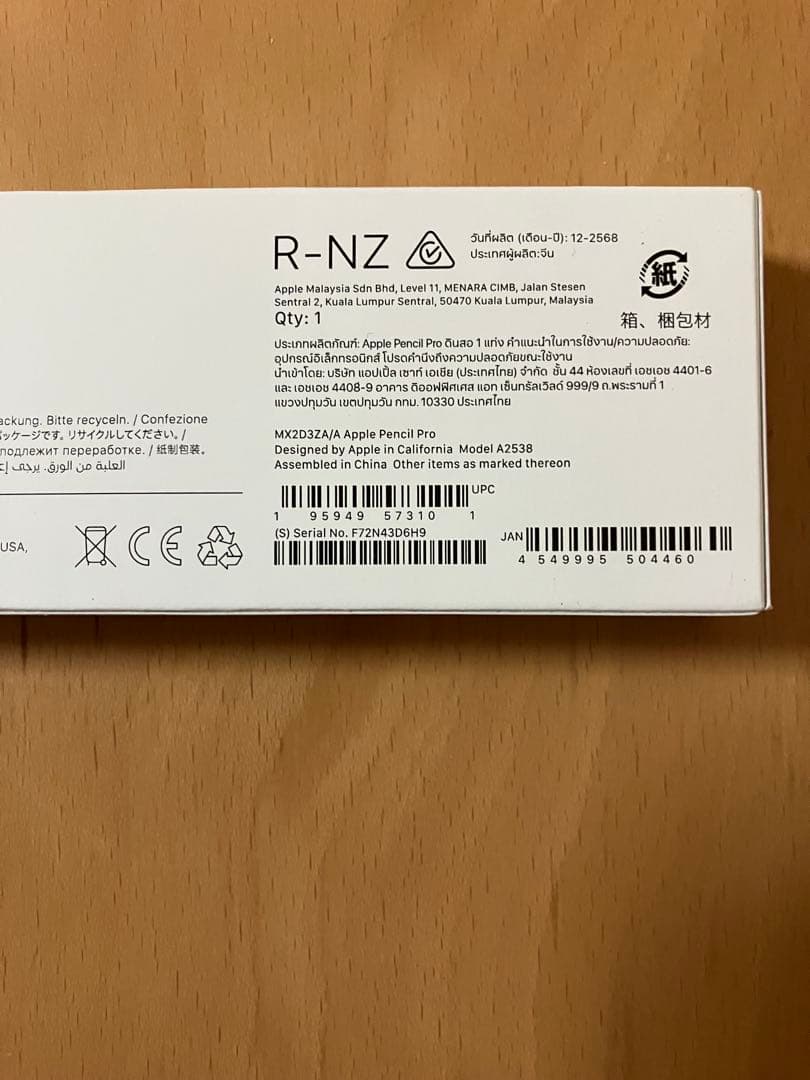 R-NZ
วันที่ผลิต (เดือน-ปี): 12-2568
ประเทศผู้ผลิต:จีน
紙
箱、梱包材
Apple Malaysia Sdn Bhd, Level 11, MENARA CIMB, Jalan Stesen
Sentral 2, Kuala Lumpur Sentral, 50470 Kuala Lumpur, Malaysia
Qty: 1
ประเภทผลิตภัณฑ์: Apple Pencil Pro ดินสอ 1 แท่ง คำแนะนำในการใช้งาน/ความปลอดภัย:
อุปกรณ์อิเล็กทรอนิกส์ โปรดคำนึงถึงความปลอดภัยขณะใช้งาน
นำเข้าโดย: บริษัท แอปเปิ้ล เซาท์ เอเชีย (ประเทศไทย) จำกัด ชั้น 44 ห้องเลขที่ เอชเอช 4401-6
และ เอชเอช 4408-9 อาคาร ดิออฟฟิศเศส แอท เซ็นทรัลเวิลด์ 999/9 ถ.พระรามที่ 1
แขวงปทุมวัน เขตปทุมวัน กทม. 10330 ประเทศไทย
ackung. Bitte recyceln. / Confezione
ッケージです。リサイクルしてください。/
подлежит переработке. / 纸制包装。
العلبة من الورق. يرجى إع
MX2D3ZA/A Apple Pencil Pro
Designed by Apple in California Model A2538
Assembled in China Other items as marked thereon
UPC
1 95949 57310 1
(S) Serial No. F72N43D6H9
JAN
4 549995 504460
USA,
CE